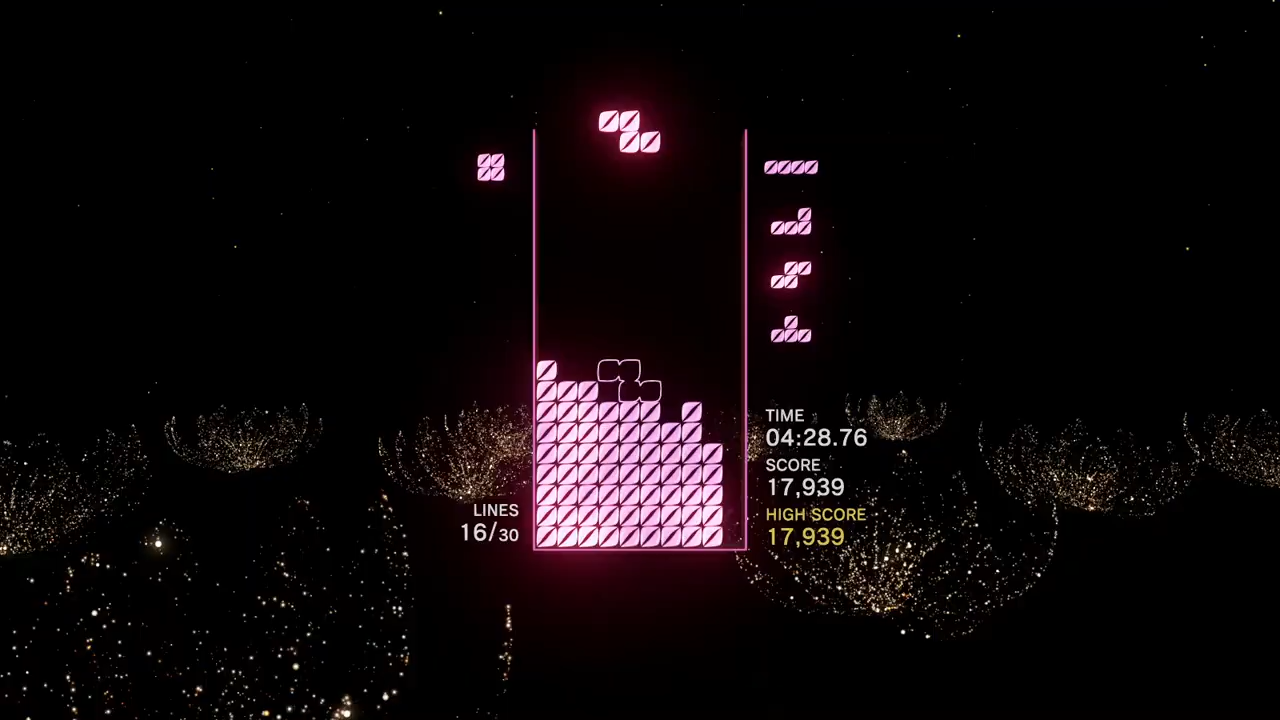 LINES
16/30
TIME
04:28.76
SCORE
17,939
HIGH SCORE
17,939